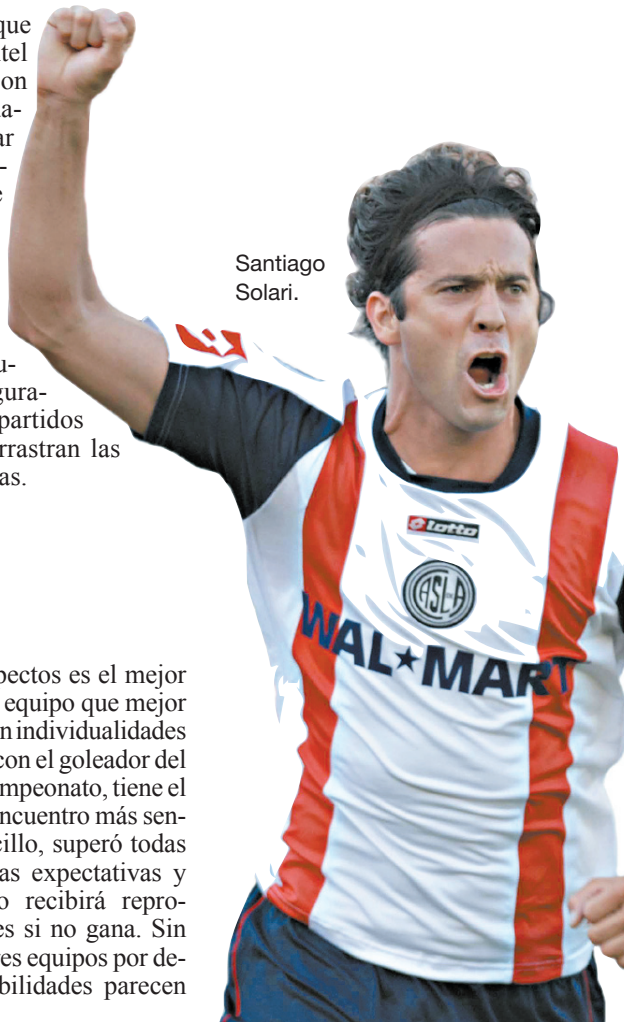 que
tel
on
a-
ar
-
e
Santiago
Solari.
u-
gura-
partidos
rrastran las
as.
lotto
CASLA
WAL★MART
pectos es el mejor
equipo que mejor
n individualidades
con el goleador del
mpeonato, tiene el
ncuentro más sen-
cillo, superó todas
as expectativas y
o recibirá repro-
es si no gana. Sin
res equipos por de-
bilidades parecen